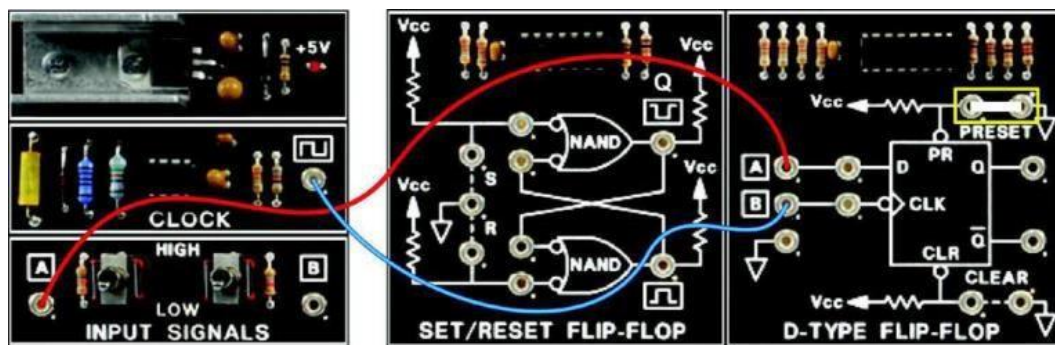 +5V
CLOCK
A
HIGH
B
LOW
INPUT SIGNALS
Vcc
Vcc
Q
NAND
S
R
Vcc
Vcc
NAND
SET/RESET FLIP-FLOP
Vcc
PRESET
PR
A
D
Q
B
CLK
Q̅
CLR
CLEAR
Vcc
D-TYPE FLIP-FLOP